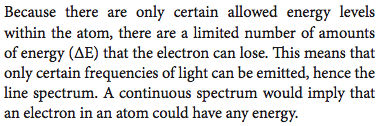 Because there are only certain allowed energy levels
within the atom, there are a limited number of amounts
of energy (ΔE) that the electron can lose. This means that
only certain frequencies of light can be emitted, hence the
line spectrum. A continuous spectrum would imply that
an electron in an atom could have any energy.